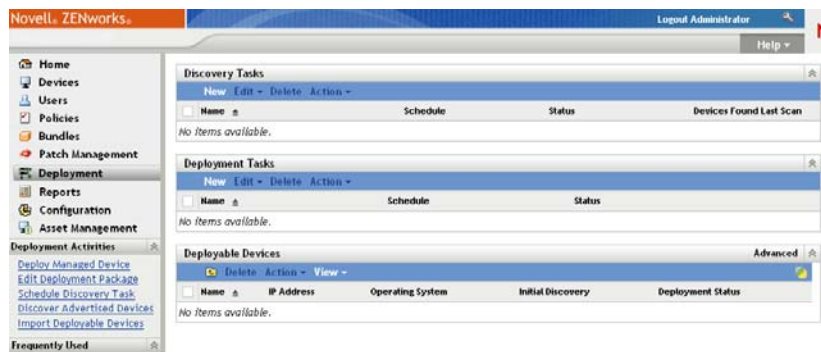 Novell® ZENworks®
Logout Administrator
Help
Home
Devices
Users
Policies
Bundles
Patch Management
Deployment
Reports
Configuration
Asset Management
Deployment Activities
Deploy Managed Device
Edit Deployment Package
Schedule Discovery Task
Discover Advertised Devices
Import Deployable Devices
Frequently Used
Discovery Tasks
New Edit Delete Action
Name Schedule Status Devices Found Last Scan
No items available.
Deployment Tasks
New Edit Delete Action
Name Schedule Status
No items available.
Deployable Devices Advanced
Delete Action View
Name IP Address Operating System Initial Discovery Deployment Status
No items available.